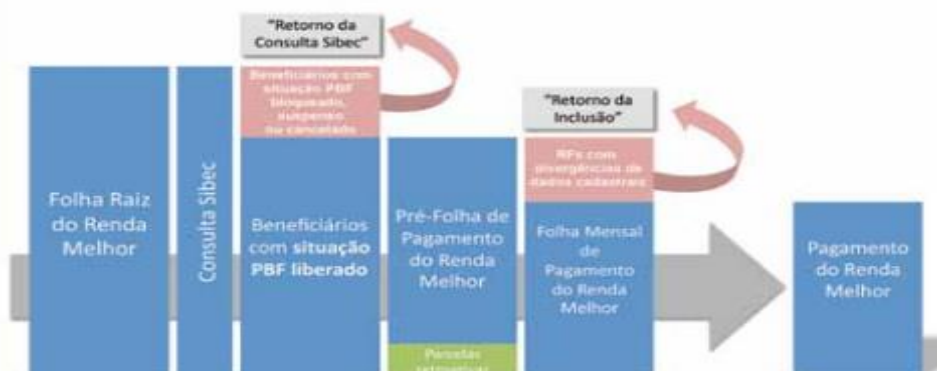 "Retorno da
Consulta Sibec"
Beneficiários com
situação PBF
bloqueado,
suspenso
ou cancelado
"Retorno da
Inclusão"
RFs com
divergências de
dados cadastrais
Folha Raiz
do Renda
Melhor
Consulta Sibec
Beneficiários
com situação
PBF liberado
Pré-Folha de
Pagamento
do Renda
Melhor
Folha Mensal
de
Pagamento
do Renda
Melhor
Pagamento
do Renda
Melhor
Parcelas